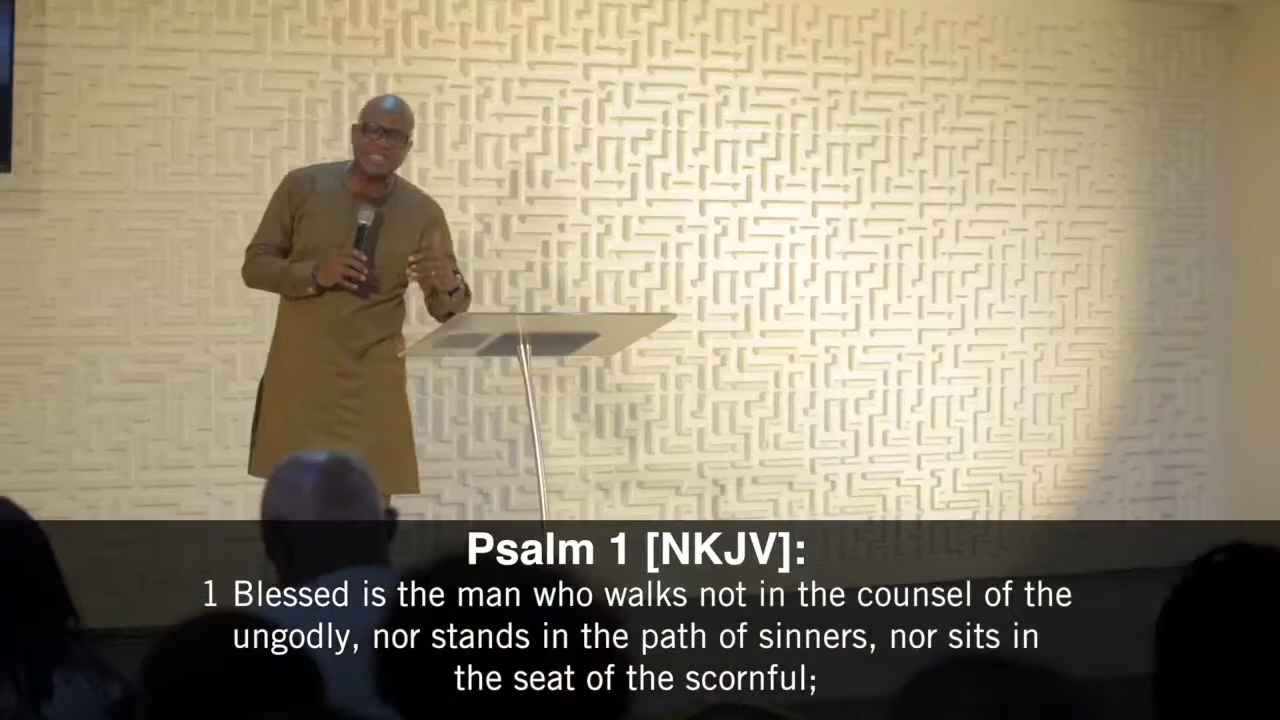 Psalm 1 [NKJV]:
1 Blessed is the man who walks not in the counsel of the
ungodly, nor stands in the path of sinners, nor sits in
the seat of the scornful;